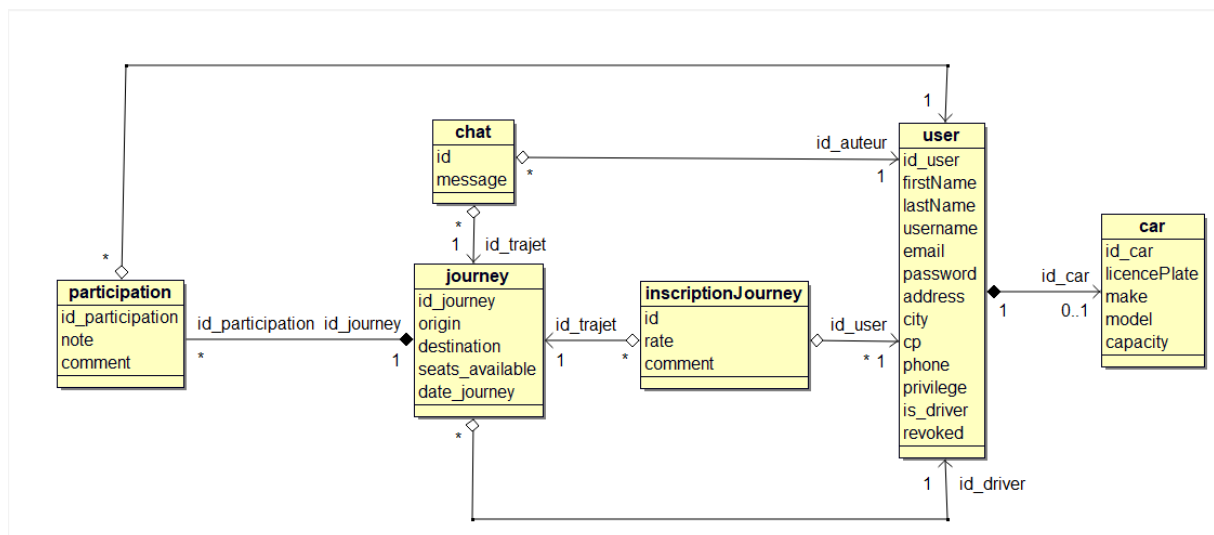 1
chat
id
message
id_auteur
*
1
user
id_user
firstName
lastName
username
email
password
address
city
cp
phone
privilege
is_driver
revoked
*
1
id_trajet
car
id_car
licencePlate
make
model
capacity
*
participation
id_participation
note
comment
id_participation
id_journey
*
1
journey
id_journey
origin
destination
seats_available
date_journey
id_trajet
1
*
inscriptionJourney
id
rate
comment
id_user
*
1
id_car
1
0..1
*
1
id_driver